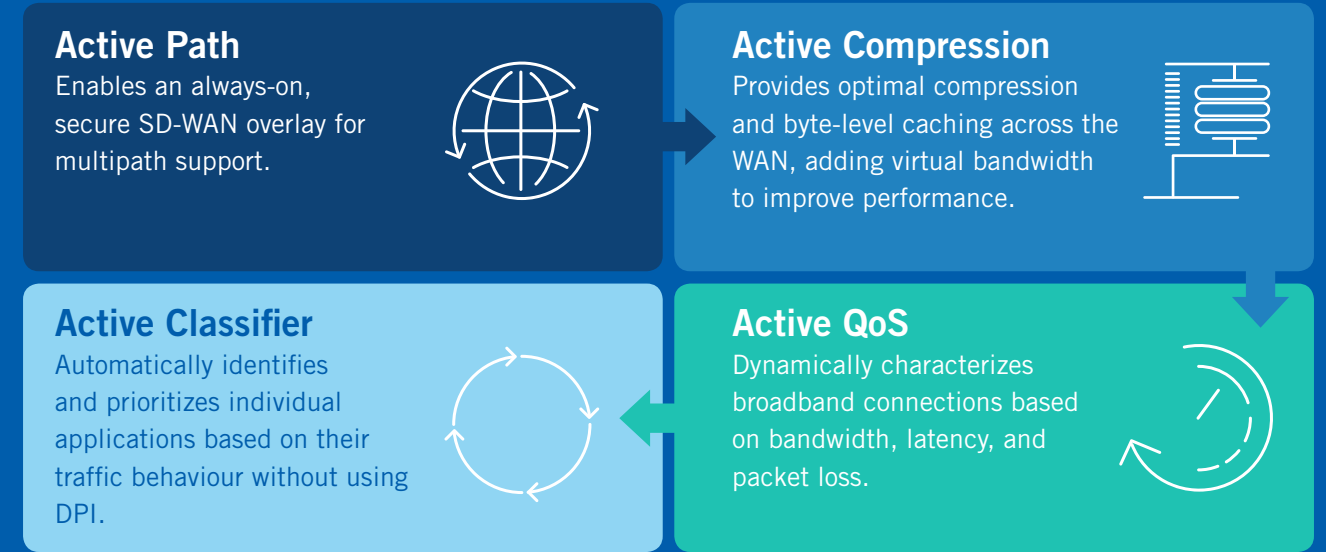 Active Path
Enables an always-on,
secure SD-WAN overlay for
multipath support.
Active Compression
Provides optimal compression
and byte-level caching across the
WAN, adding virtual bandwidth
to improve performance.
Active Classifier
Automatically identifies
and prioritizes individual
applications based on their
traffic behaviour without using
DPI.
Active QoS
Dynamically characterizes
broadband connections based
on bandwidth, latency, and
packet loss.